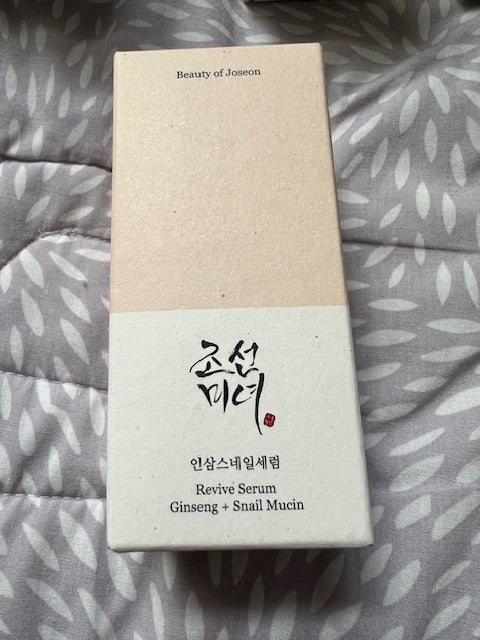 Beauty of Joseon
조선
미녀
인삼스네일세럼
Revive Serum
Ginseng + Snail Mucin